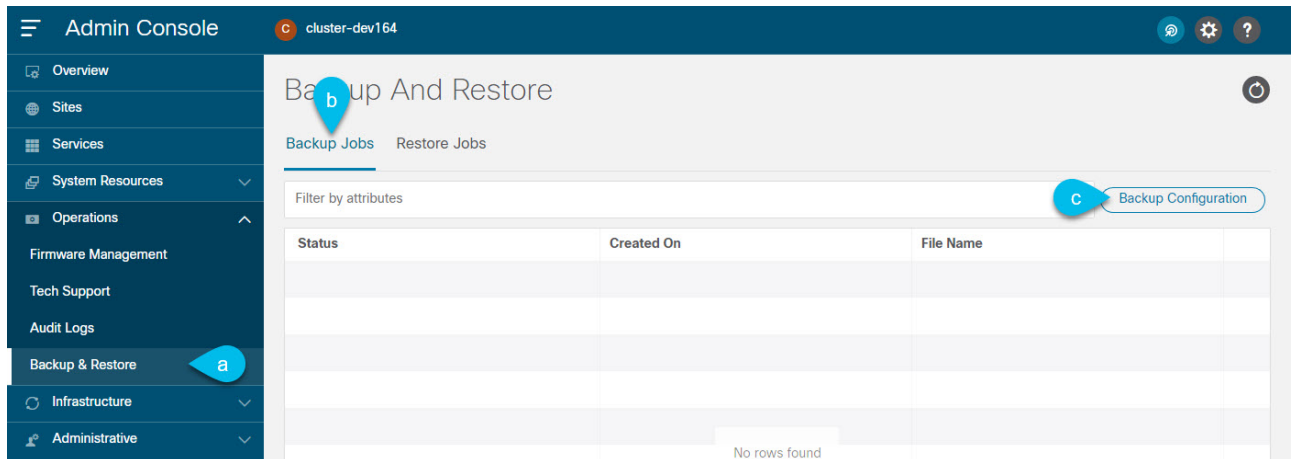 Admin Console
C cluster-dev164
?
Overview
Sites
Services
System Resources
Operations
Firmware Management
Tech Support
Audit Logs
Backup & Restore
a
Infrastructure
Administrative
Backup And Restore
b
Backup Jobs Restore Jobs
Filter by attributes
c
Backup Configuration
Status Created On File Name
No rows found